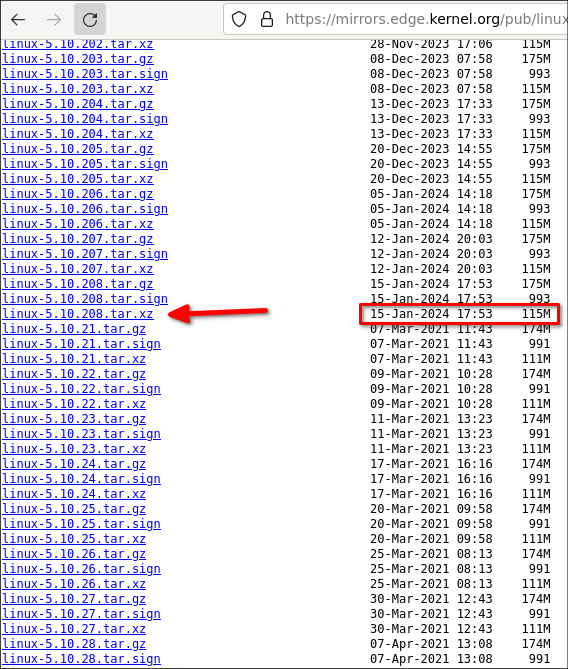 https://mirrors.edge.kernel.org/pub/linux
linux-5.10.202.tar.xz 28-Nov-2023 17:06 115M
linux-5.10.203.tar.gz 08-Dec-2023 07:58 175M
linux-5.10.203.tar.sign 08-Dec-2023 07:58 993
linux-5.10.203.tar.xz 08-Dec-2023 07:58 115M
linux-5.10.204.tar.gz 13-Dec-2023 17:33 175M
linux-5.10.204.tar.sign 13-Dec-2023 17:33 993
linux-5.10.204.tar.xz 13-Dec-2023 17:33 115M
linux-5.10.205.tar.gz 20-Dec-2023 14:55 175M
linux-5.10.205.tar.sign 20-Dec-2023 14:55 993
linux-5.10.205.tar.xz 20-Dec-2023 14:55 115M
linux-5.10.206.tar.gz 05-Jan-2024 14:18 175M
linux-5.10.206.tar.sign 05-Jan-2024 14:18 993
linux-5.10.206.tar.xz 05-Jan-2024 14:18 115M
linux-5.10.207.tar.gz 12-Jan-2024 20:03 175M
linux-5.10.207.tar.sign 12-Jan-2024 20:03 993
linux-5.10.207.tar.xz 12-Jan-2024 20:03 115M
linux-5.10.208.tar.gz 15-Jan-2024 17:53 175M
linux-5.10.208.tar.sign 15-Jan-2024 17:53 993
linux-5.10.208.tar.xz 15-Jan-2024 17:53 115M
linux-5.10.21.tar.gz 07-Mar-2021 11:43 174M
linux-5.10.21.tar.sign 07-Mar-2021 11:43 991
linux-5.10.21.tar.xz 07-Mar-2021 11:43 111M
linux-5.10.22.tar.gz 09-Mar-2021 10:28 174M
linux-5.10.22.tar.sign 09-Mar-2021 10:28 991
linux-5.10.22.tar.xz 09-Mar-2021 10:28 111M
linux-5.10.23.tar.gz 11-Mar-2021 13:23 174M
linux-5.10.23.tar.sign 11-Mar-2021 13:23 991
linux-5.10.23.tar.xz 11-Mar-2021 13:23 111M
linux-5.10.24.tar.gz 17-Mar-2021 16:16 174M
linux-5.10.24.tar.sign 17-Mar-2021 16:16 991
linux-5.10.24.tar.xz 17-Mar-2021 16:16 111M
linux-5.10.25.tar.gz 20-Mar-2021 09:58 174M
linux-5.10.25.tar.sign 20-Mar-2021 09:58 991
linux-5.10.25.tar.xz 20-Mar-2021 09:58 111M
linux-5.10.26.tar.gz 25-Mar-2021 08:13 174M
linux-5.10.26.tar.sign 25-Mar-2021 08:13 991
linux-5.10.26.tar.xz 25-Mar-2021 08:13 111M
linux-5.10.27.tar.gz 30-Mar-2021 12:43 174M
linux-5.10.27.tar.sign 30-Mar-2021 12:43 991
linux-5.10.27.tar.xz 30-Mar-2021 12:43 111M
linux-5.10.28.tar.gz 07-Apr-2021 13:08 174M
linux-5.10.28.tar.sign 07-Apr-2021 13:08 991